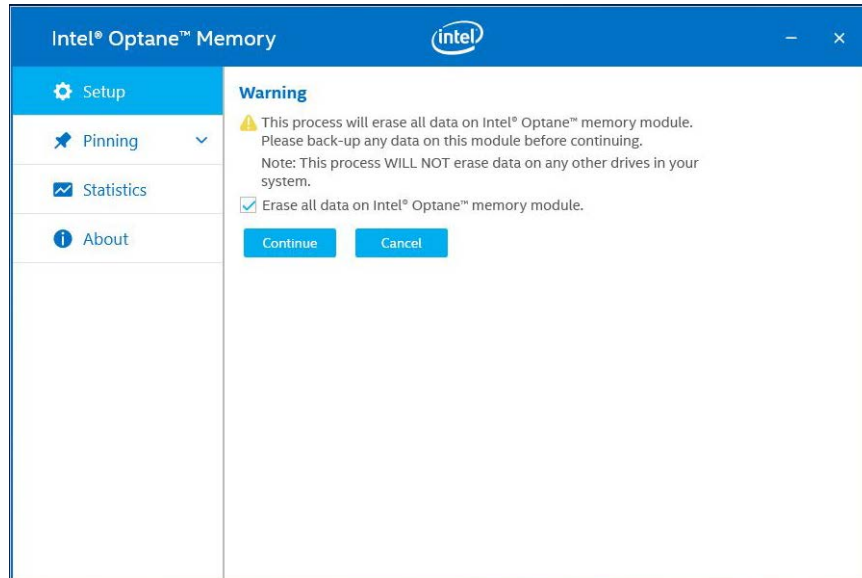 Intel® Optane™ Memory
intel
Setup
Pinning
Statistics
About
Warning
This process will erase all data on Intel® Optane™ memory module.
Please back-up any data on this module before continuing.
Note: This process WILL NOT erase data on any other drives in your
system.
Erase all data on Intel® Optane™ memory module.
Continue Cancel